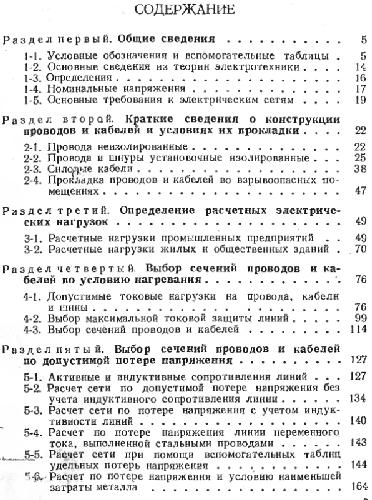 СОДЕРЖАНИЕ
Раздел первый. Общие сведения . . . . . . . . . . . 5
1-1. Условные обозначения и вспомогательные таблицы . 5
1-2. Основные сведения из теории электротехники . . . 14
1-3. Определения . . . . . . . . . . . . . . . . . 16
1-4. Номинальные напряжения . . . . . . . . . . . . 17
1-5. Основные требования к электрическим сетям . . . 19
Раздел второй. Краткие сведения о конструкции
проводов и кабелей и условиях их прокладки . . . . 22
2-1. Провода неизолированные . . . . . . . . . . . 22
2-2. Провода и шнуры установочные изолированные . . . 25
2-3. Силовые кабели . . . . . . . . . . . . . . . 38
2-4. Прокладка проводов и кабелей во взрывоопасных по-
мещениях . . . . . . . . . . . . . . . . . . . 47
Раздел третий. Определение расчетных электричес-
ких нагрузок . . . . . . . . . . . . . . . . . . 49
3-1. Расчетные нагрузки промышленных предприятий . . 49
3-2. Расчетные нагрузки жилых и общественных зданий . 70
Раздел четвертый. Выбор сечений проводов и ка-
белей по условию нагревания . . . . . . . . . . . 76
4-1. Допустимые токовые нагрузки на провода, кабели
и шины . . . . . . . . . . . . . . . . . . . . 76
4-2. Выбор максимальной токовой защиты линий . . . . 99
4-3. Выбор сечений проводов и кабелей . . . . . . . 114
Раздел пятый. Выбор сечений проводов и кабелей
по допустимой потере напряжения . . . . . . . . . 127
5-1. Активные и индуктивные сопротивления линий . . . 127
5-2. Расчет сети по допустимой потере напряжения без
учета индуктивного сопротивления линии . . . . . . 134
5-3. Расчет сети по потере напряжения с учетом индук-
тивности линий . . . . . . . . . . . . . . . . 140
5-4. Расчет по потере напряжения линии переменного
тока, выполненной стальными проводами . . . . . . 143
5-5. Расчет сети при помощи вспомогательных таблиц
удельных потерь напряжения . . . . . . . . . . . 144
5-6. Расчет по потере напряжения и условию наименьшей
затраты металла . . . . . . . . . . . . . . . . 164